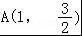 A(1, 3/2)